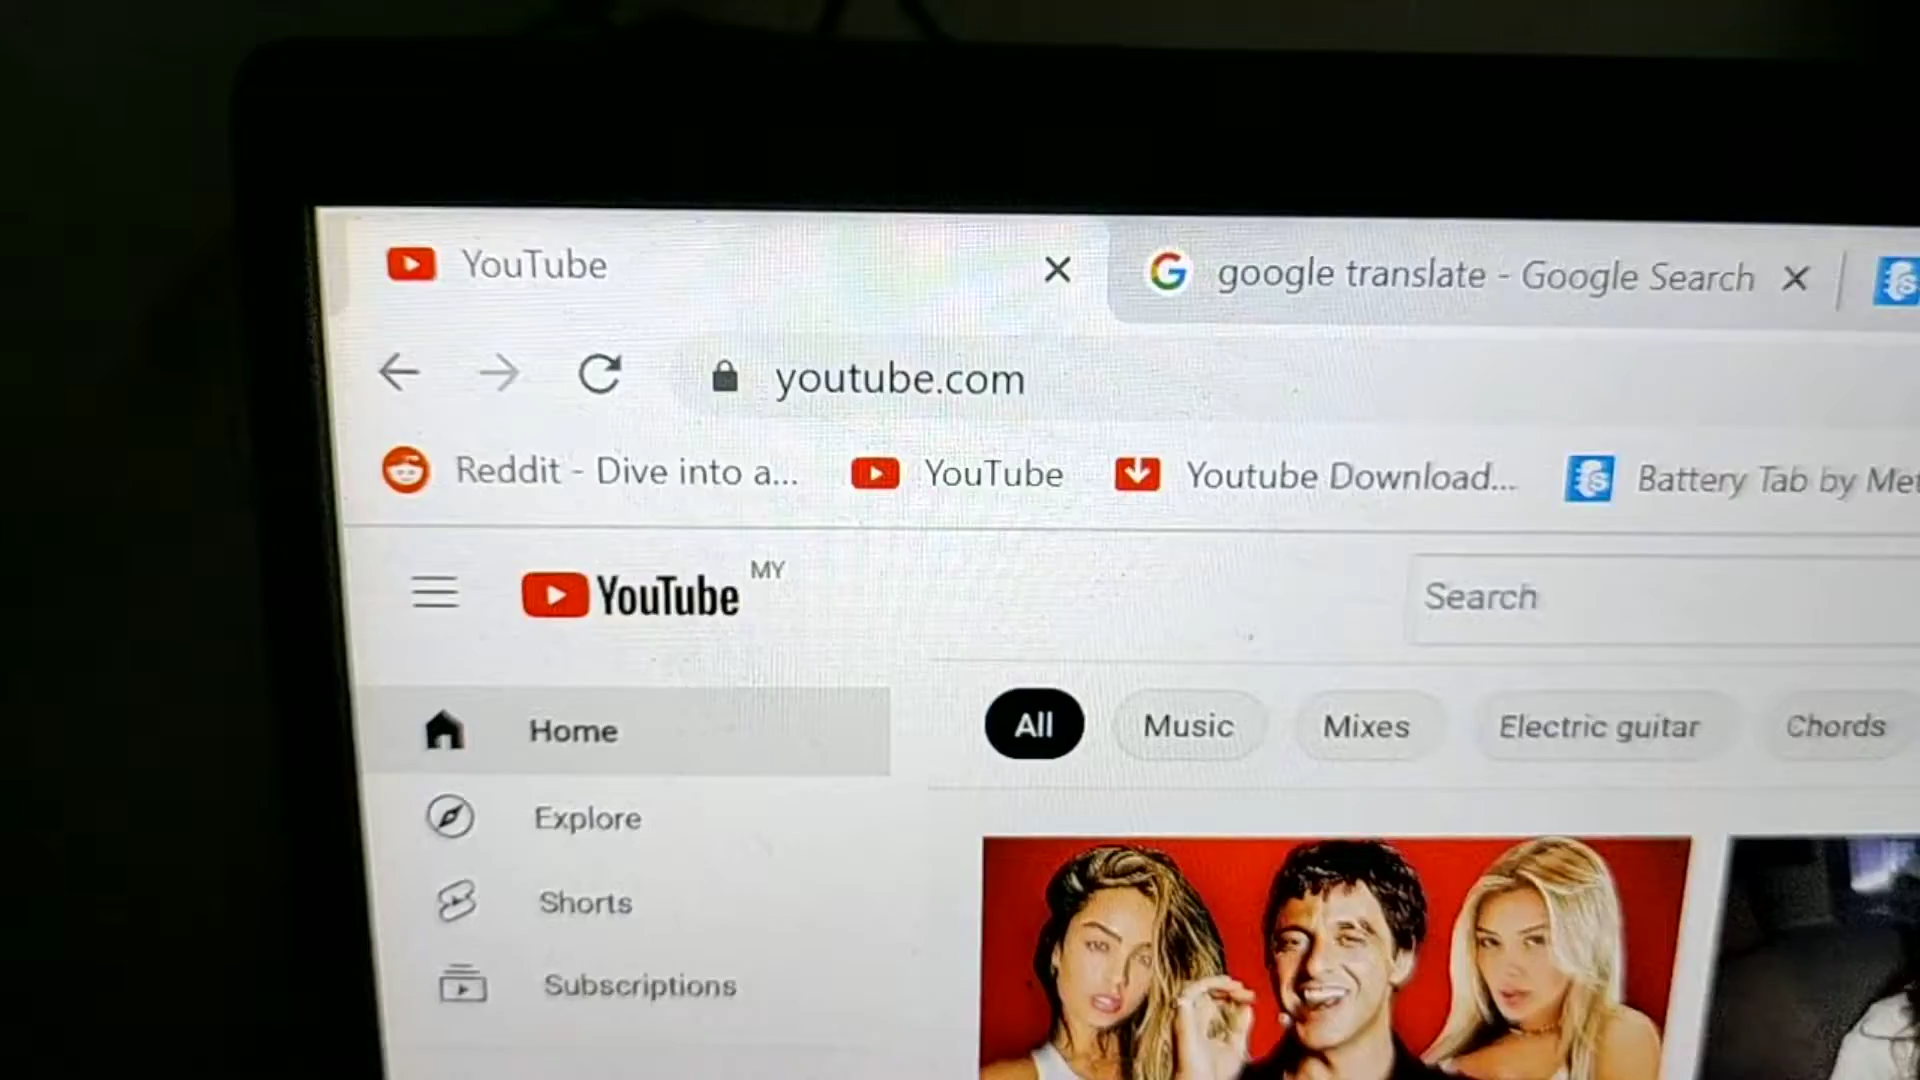 YouTube
google translate - Google Search
youtube.com
Reddit - Dive into a...
YouTube
Youtube Download...
Battery Tab by Met
YouTube MY
Search
Home
All
Music
Mixes
Electric guitar
Chords
Explore
Shorts
Subscriptions